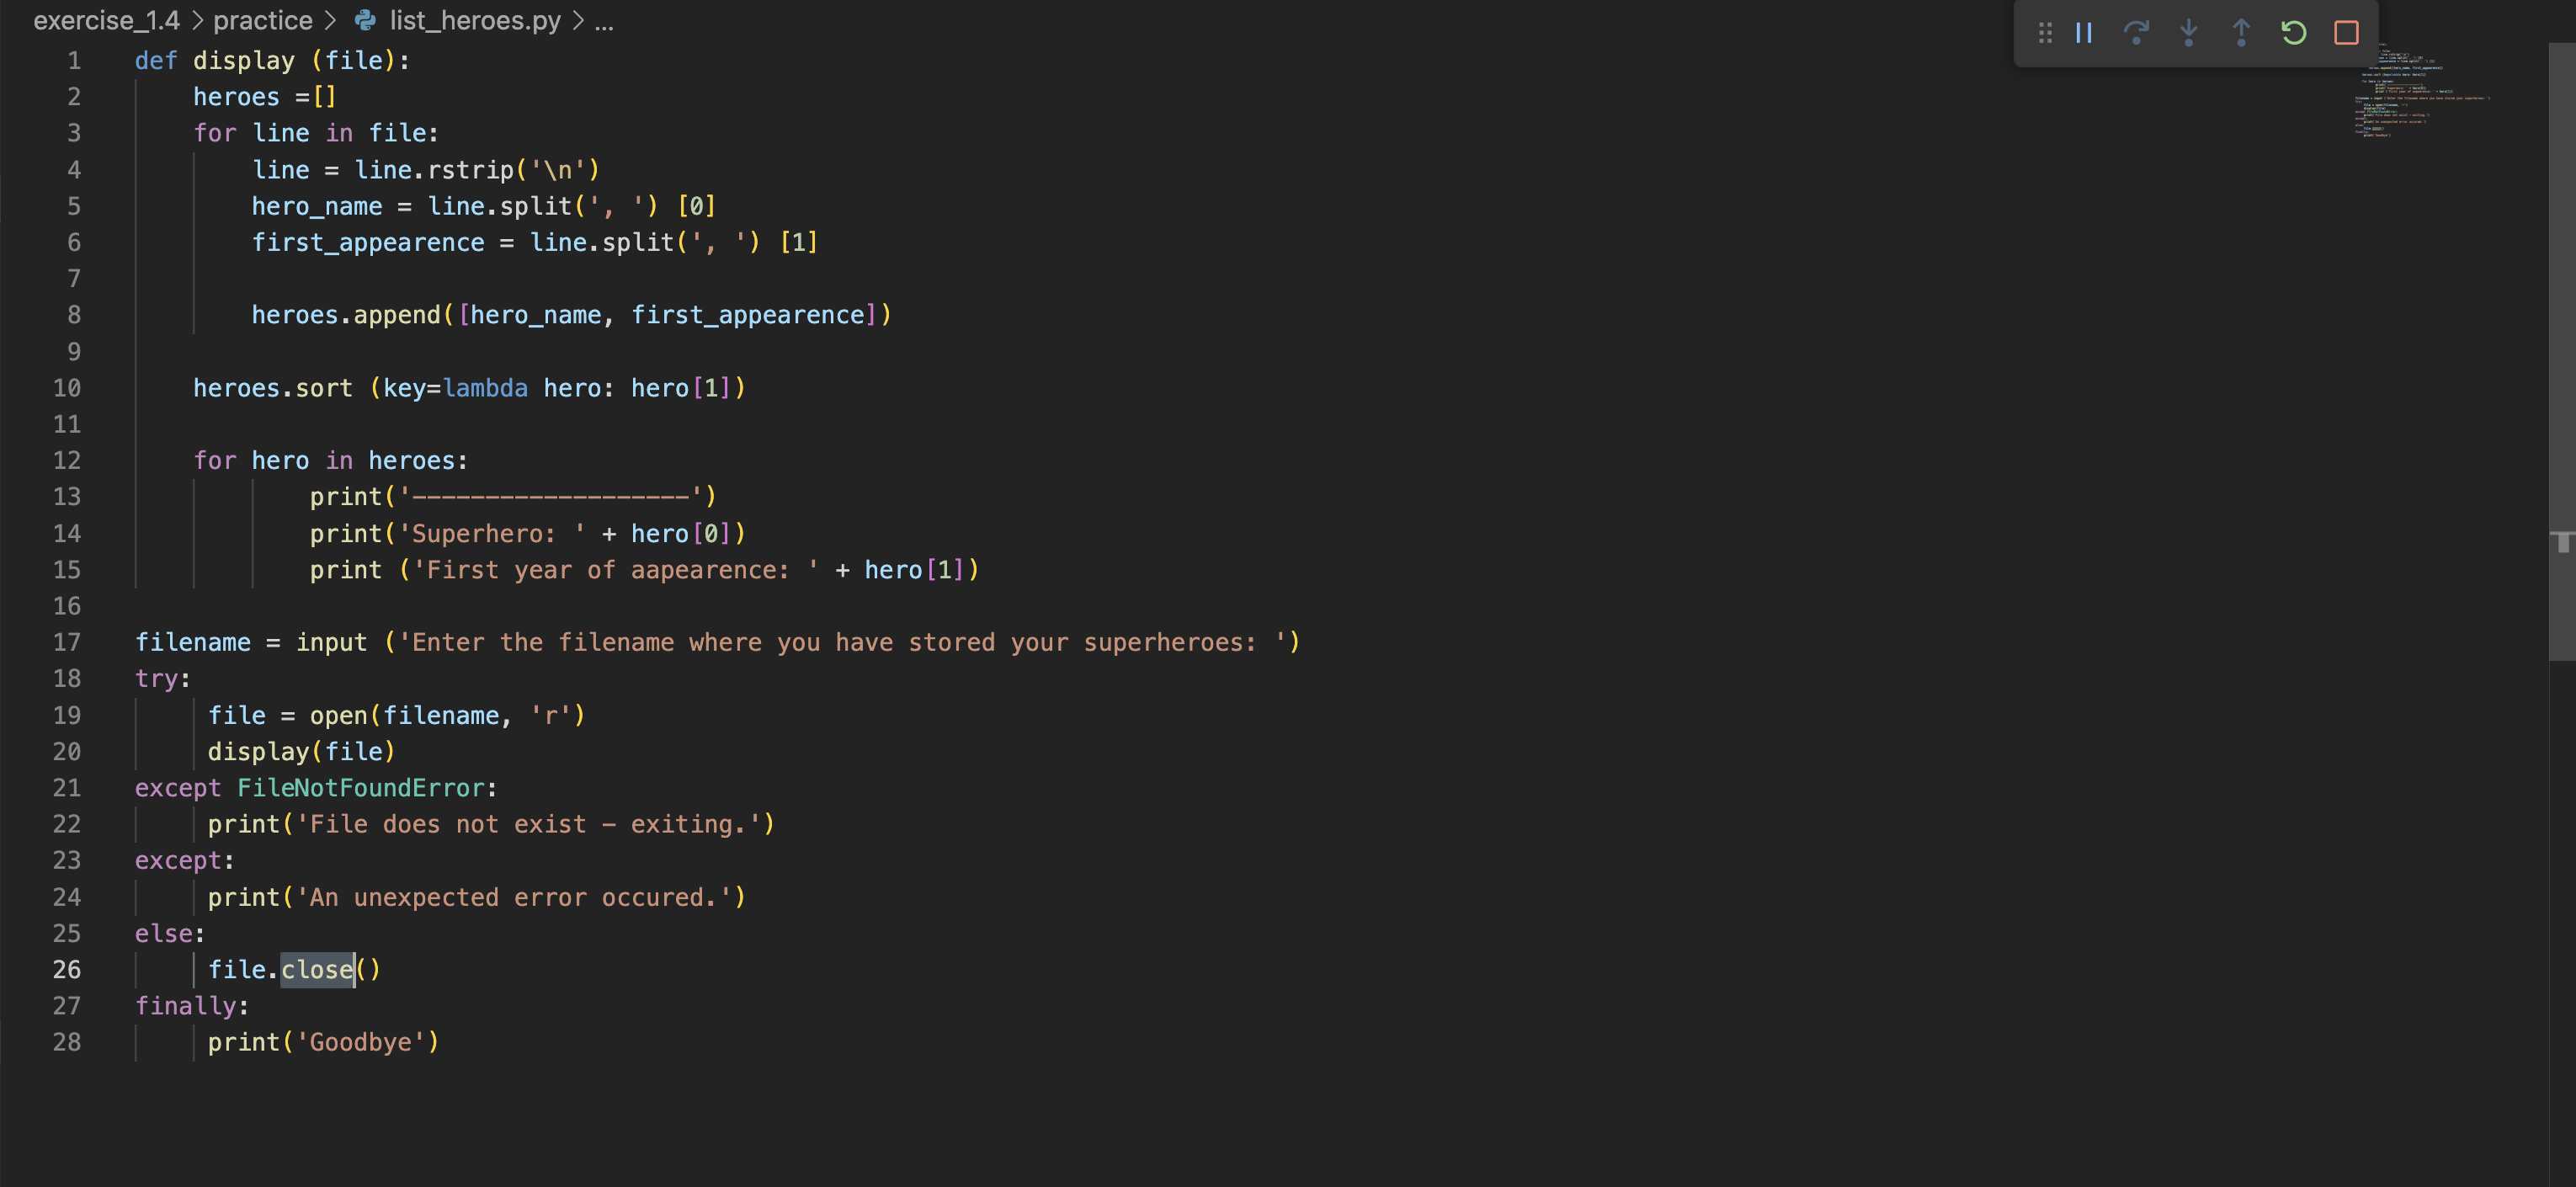 exercise_1.4 > practice > list_heroes.py > ...
1 def display (file):
2     heroes =[]
3     for line in file:
4         line = line.rstrip('\n')
5         hero_name = line.split(', ') [0]
6         first_appearence = line.split(', ') [1]
7
8         heroes.append([hero_name, first_appearence])
9
10     heroes.sort (key=lambda hero: hero[1])
11
12     for hero in heroes:
13             print('-------------------')
14             print('Superhero: ' + hero[0])
15             print ('First year of aapearence: ' + hero[1])
16
17 filename = input ('Enter the filename where you have stored your superheroes: ')
18 try:
19      file = open(filename, 'r')
20      display(file)
21 except FileNotFoundError:
22      print('File does not exist - exiting.')
23 except:
24      print('An unexpected error occured.')
25 else:
26      file.close()
27 finally:
28      print('Goodbye')